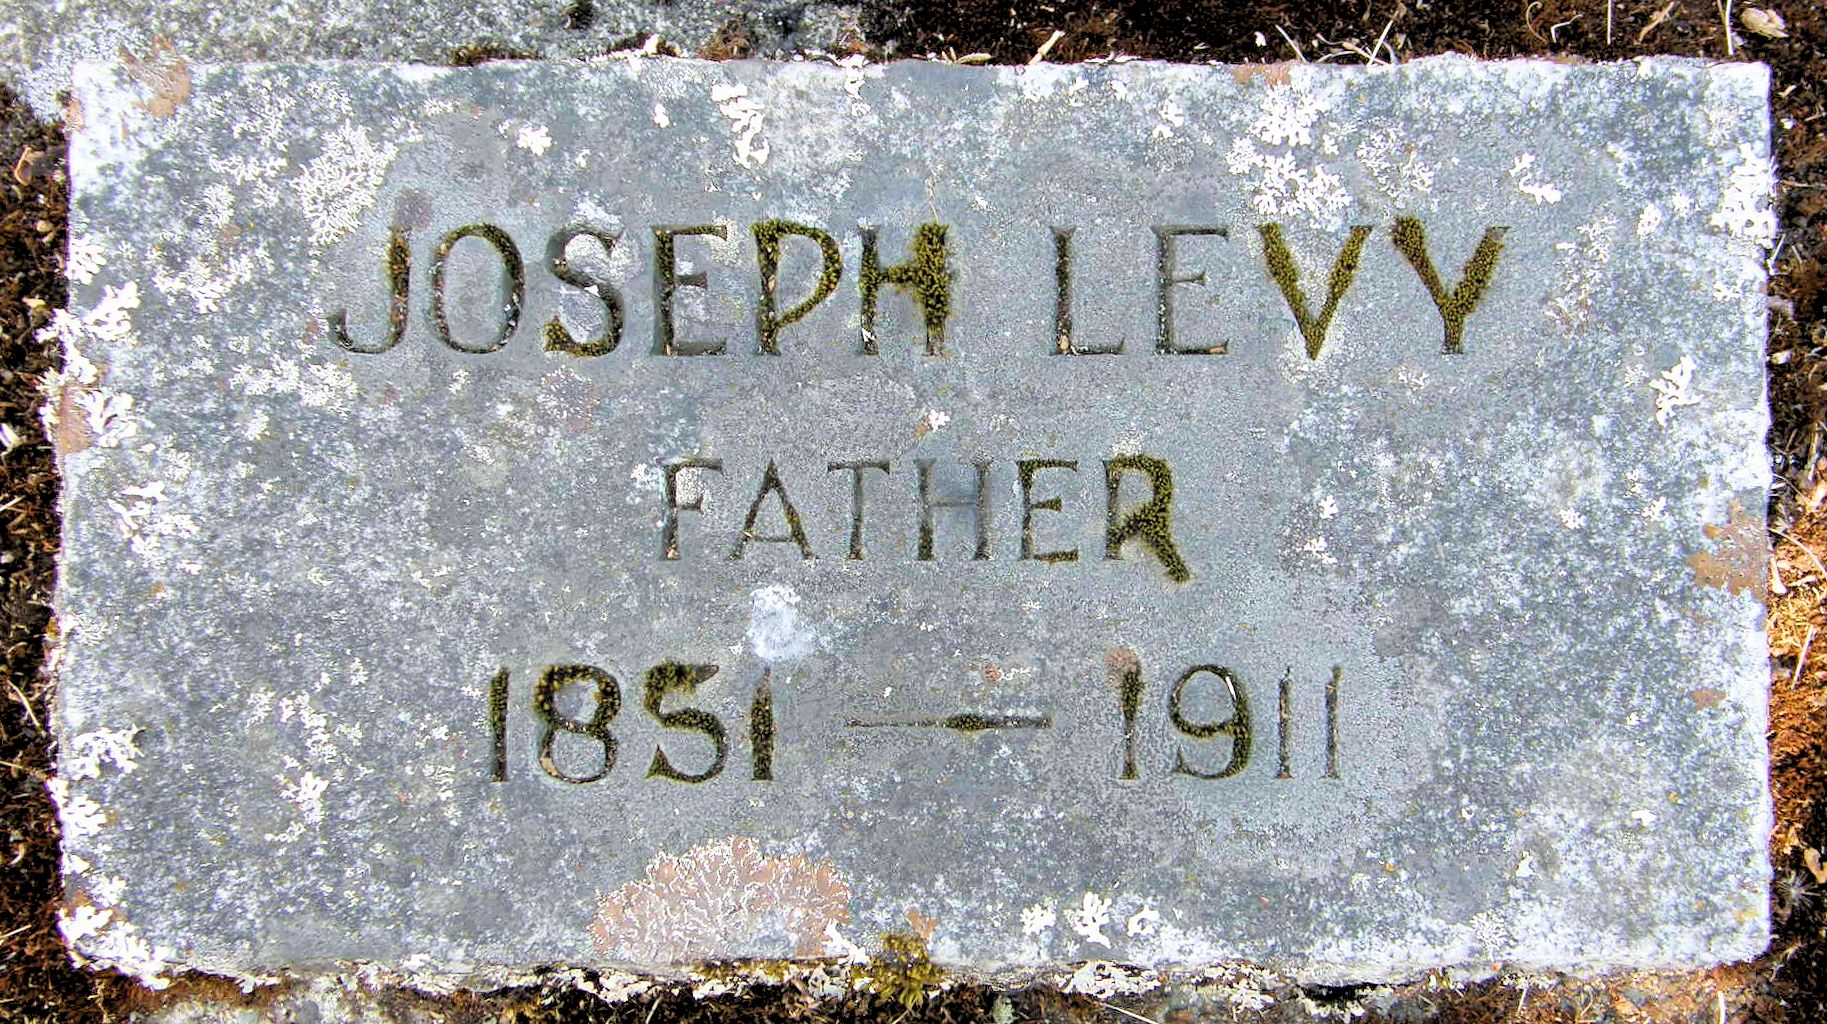 JOSEPH LEVY
FATHER
1851 — 1911